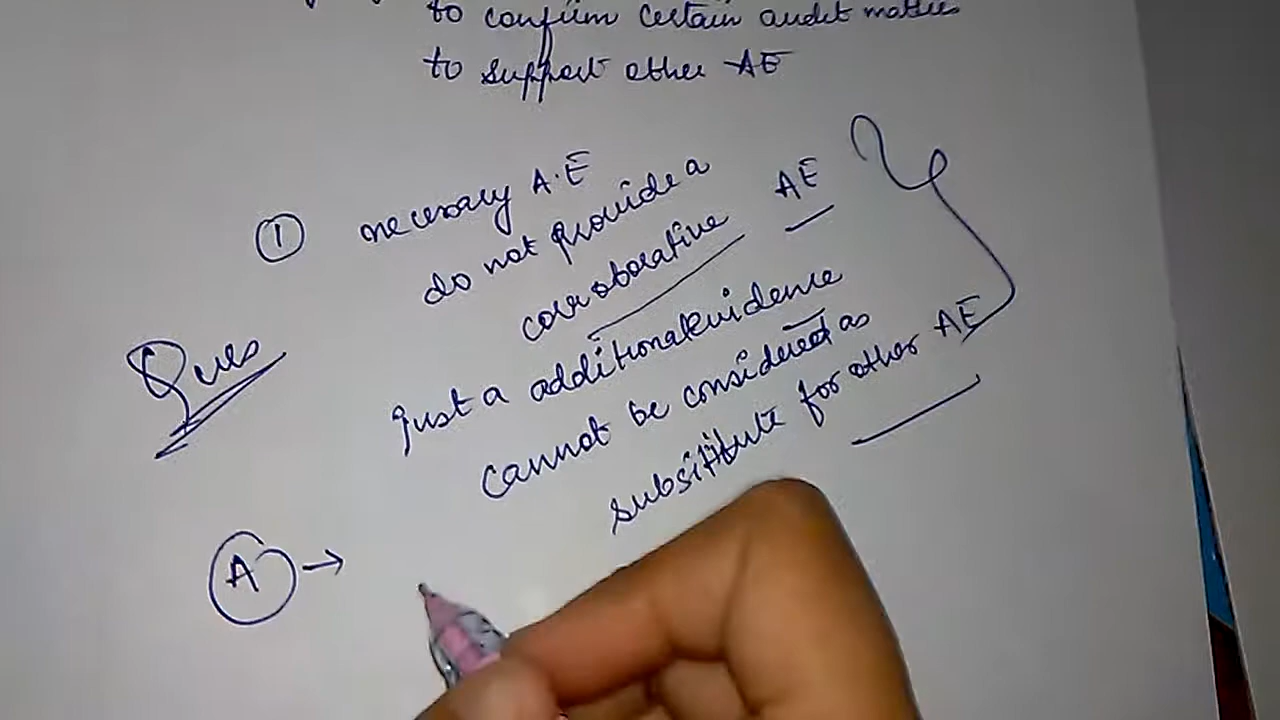 to confirm certain audit matters
to support other AE
① necessary A.E
do not provide a
corroborative AE
just a additional evidence
cannot be considered as
subsititute for other AE
Ques
A →